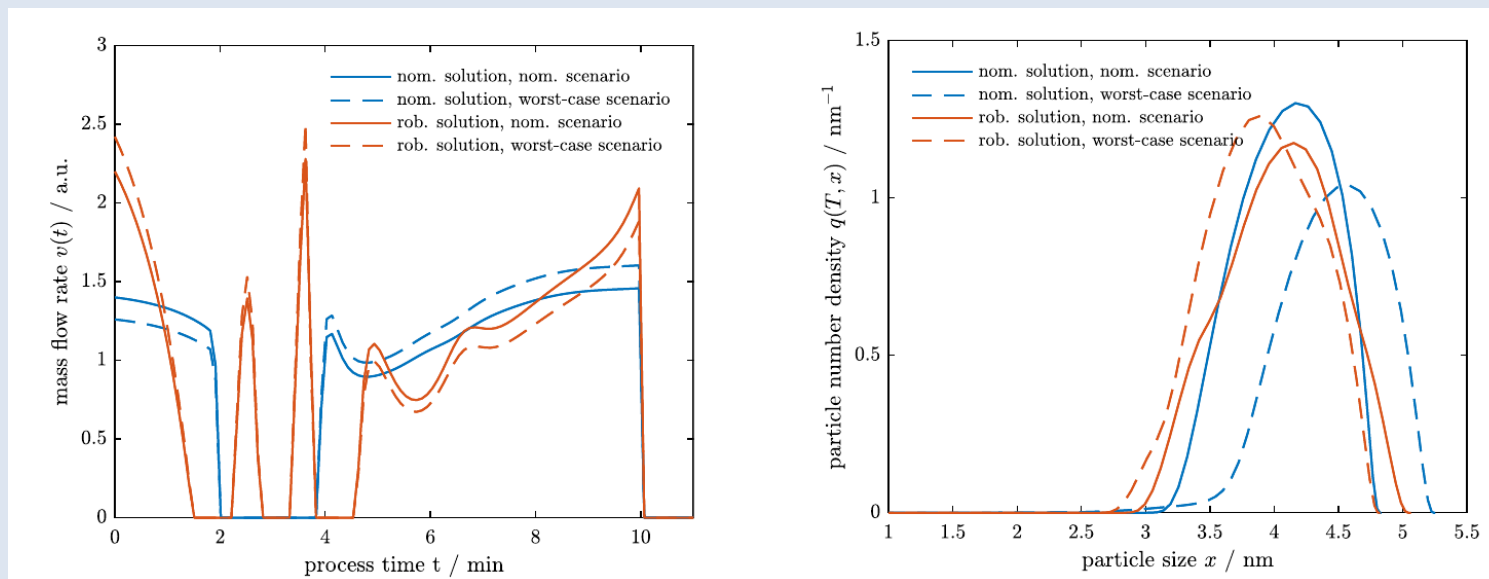 mass flow rate v(t) / a.u.
3
2.5
2
1.5
1
0.5
0
nom. solution, nom. scenario
nom. solution, worst-case scenario
rob. solution, nom. scenario
rob. solution, worst-case scenario
0 2 4 6 8 10
process time t / min
particle number density q(T, x) / nm⁻¹
1.5
1
0.5
0
nom. solution, nom. scenario
nom. solution, worst-case scenario
rob. solution, nom. scenario
rob. solution, worst-case scenario
1 1.5 2 2.5 3 3.5 4 4.5 5 5.5
particle size x / nm